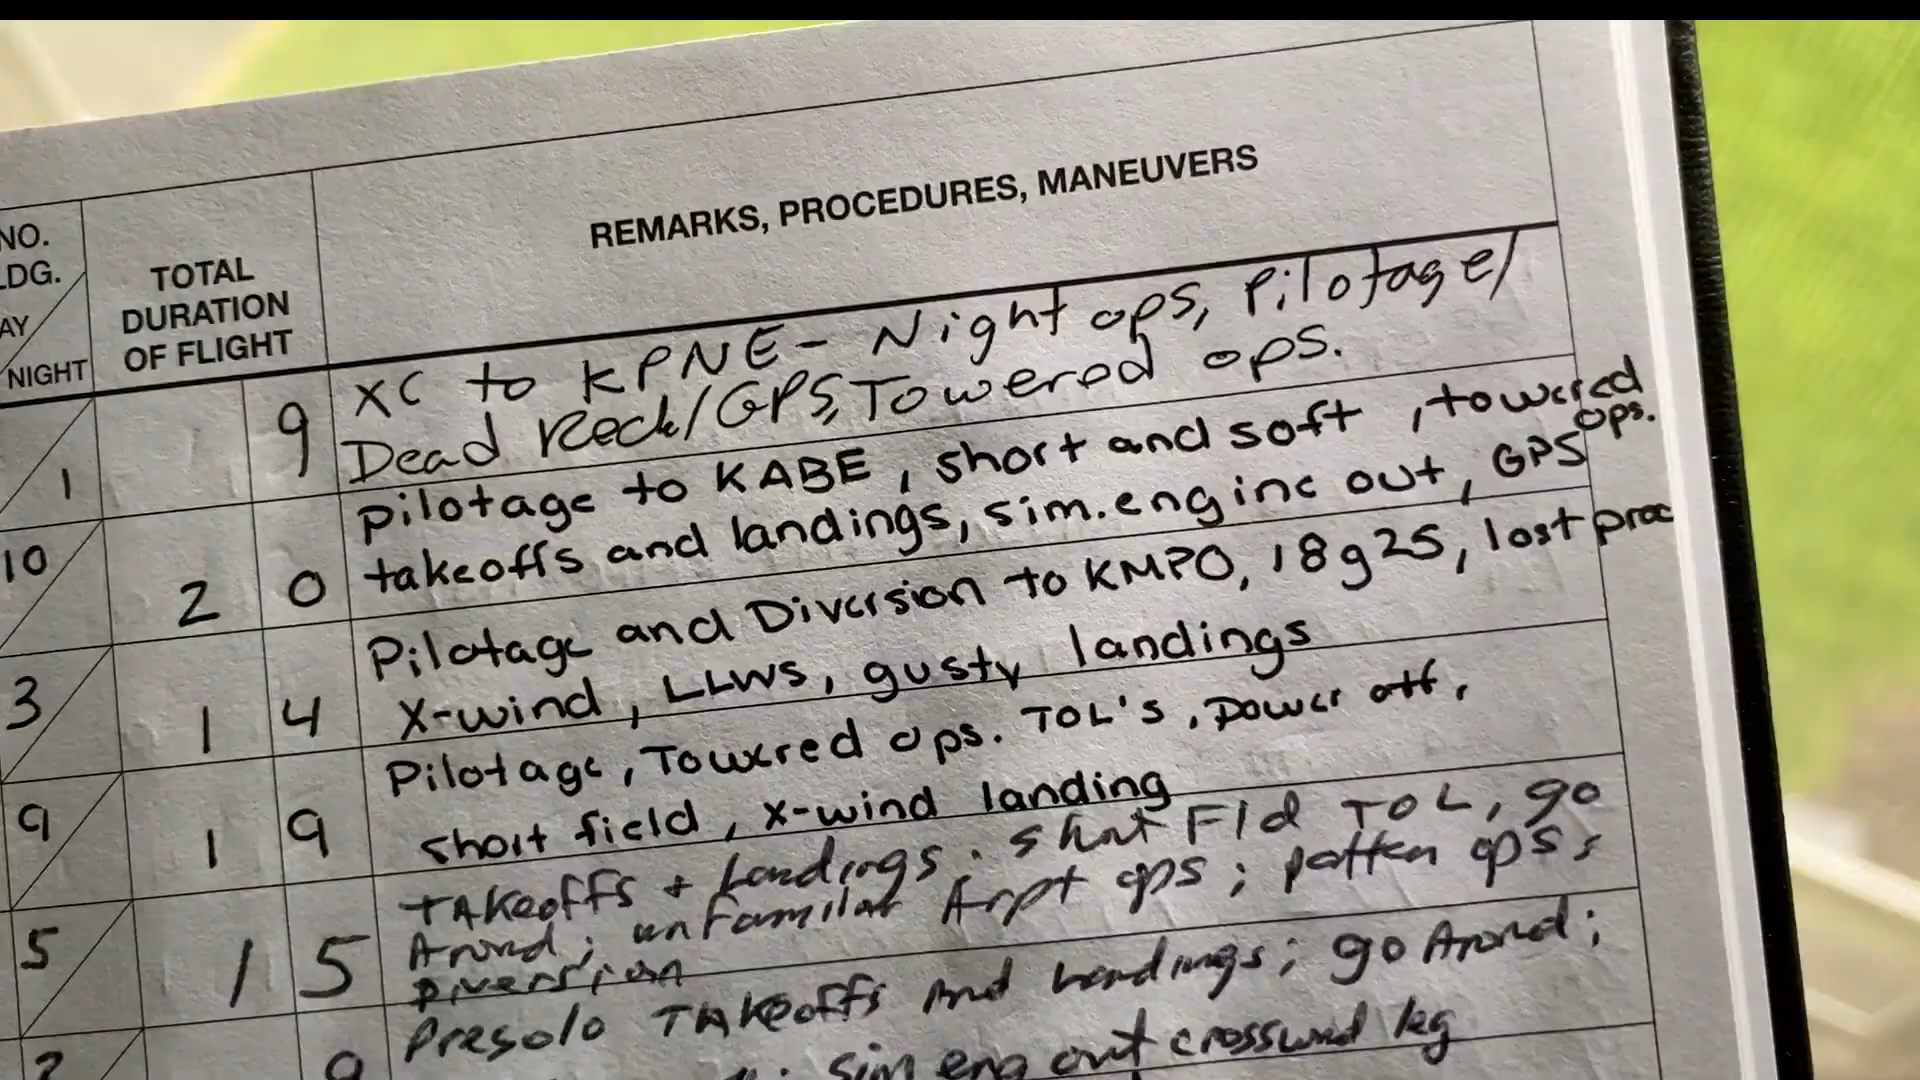 REMARKS, PROCEDURES, MANEUVERS
NO.
LDG.
AY
NIGHT
TOTAL
DURATION
OF FLIGHT
1 9 XC to KPNE - Night ops, Pilotage/
Dead Reck/GPS, Towered ops.
10 2 0 Pilotage to KABE, short and soft, towered
takeoffs and landings, sim. engine out, GPS ops.
3 1 4 Pilotage and Diversion to KMPO, 18g25, lost proc
X-wind, LLWS, gusty landings
9 1 9 Pilotage, Towered ops. TOL's, power off,
short field, x-wind landing
5 1 5 TAKeoffs + Landings; short Fld TOL, go
Around; unFamiliar Arpt ops; pattern ops;
Diversion
Presolo TAKeoffs And Landings; go Around;
sim eng out crosswind leg